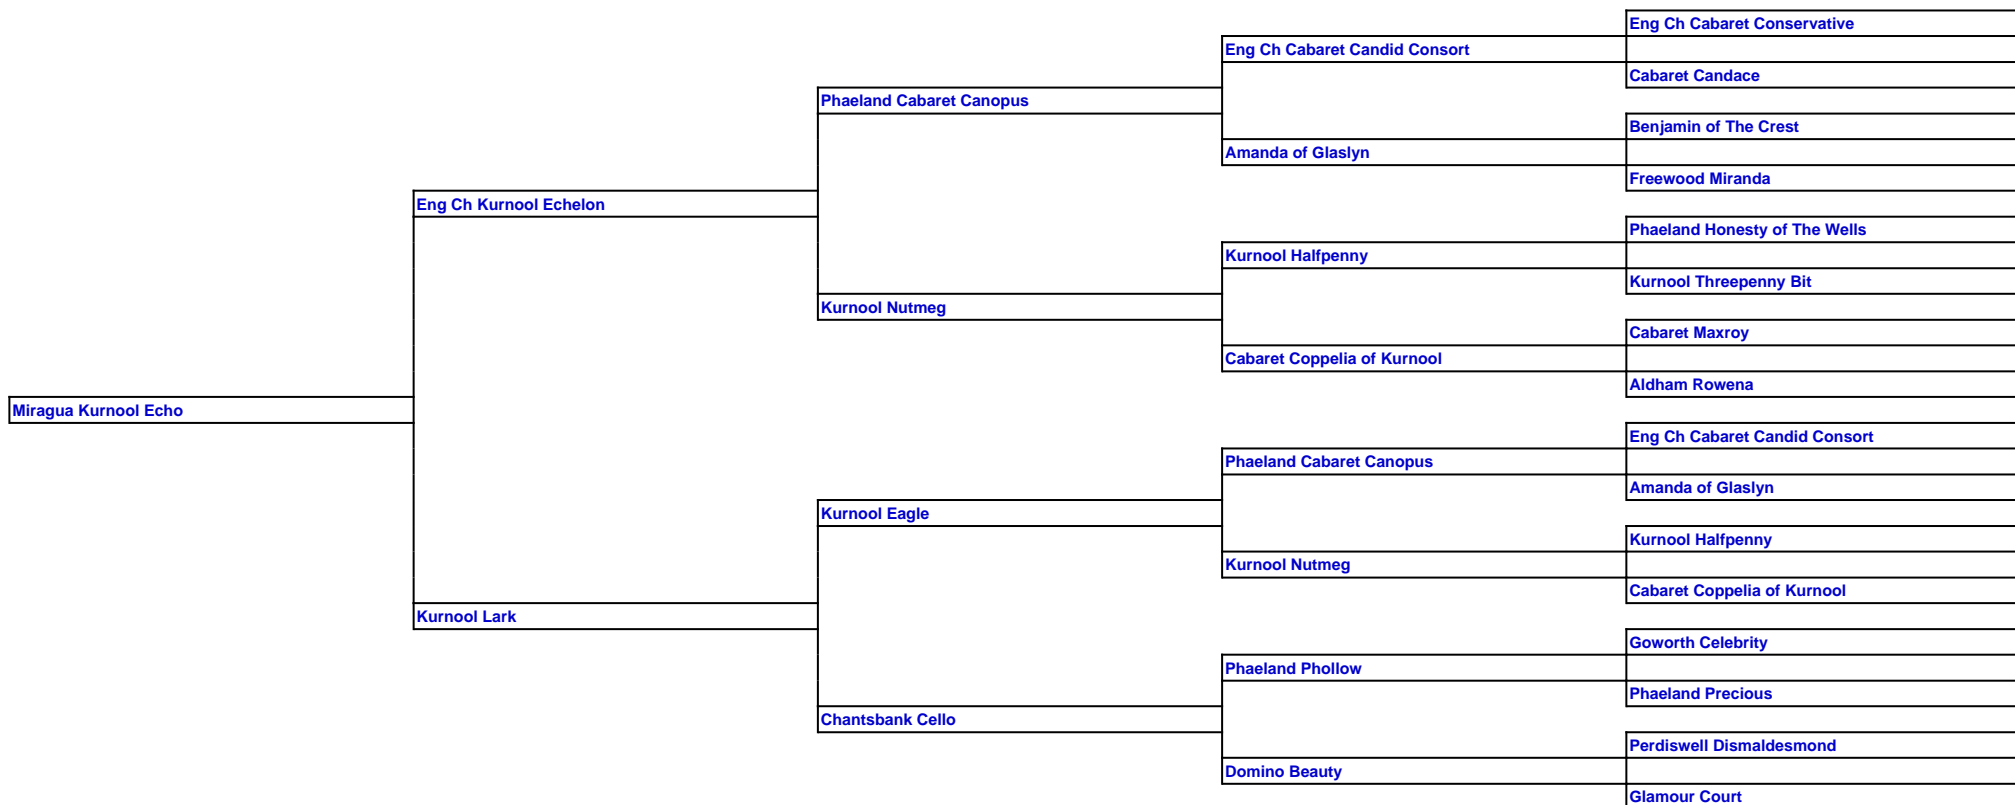 Eng Ch Cabaret Conservative
Eng Ch Cabaret Candid Consort
Cabaret Candace
Phaeland Cabaret Canopus
Benjamin of The Crest
Amanda of Glaslyn
Freewood Miranda
Eng Ch Kurnool Echelon
Phaeland Honesty of The Wells
Kurnool Halfpenny
Kurnool Threepenny Bit
Kurnool Nutmeg
Cabaret Maxroy
Cabaret Coppelia of Kurnool
Aldham Rowena
Miragua Kurnool Echo
Eng Ch Cabaret Candid Consort
Phaeland Cabaret Canopus
Amanda of Glaslyn
Kurnool Eagle
Kurnool Halfpenny
Kurnool Nutmeg
Cabaret Coppelia of Kurnool
Kurnool Lark
Goworth Celebrity
Phaeland Phollow
Phaeland Precious
Chantsbank Cello
Perdiswell Dismaldesmond
Domino Beauty
Glamour Court